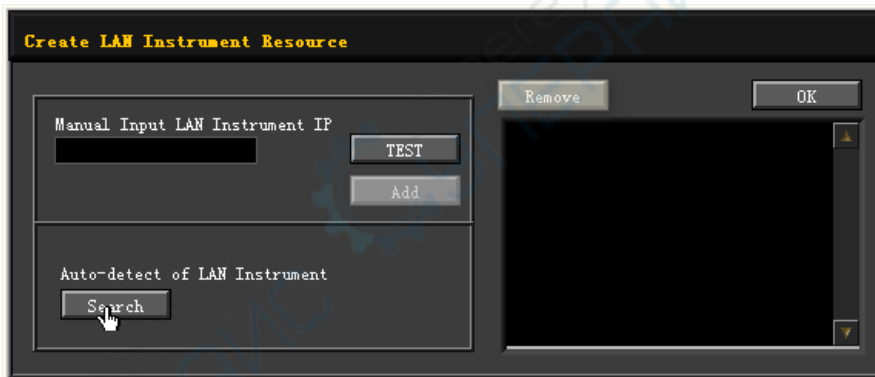 Create LAN Instrument Resource
Remove
OK
Manual Input LAN Instrument IP
TEST
Add
Auto-detect of LAN Instrument
Search